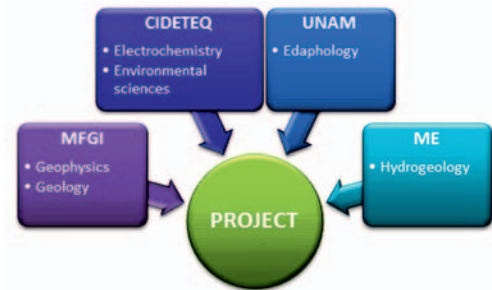 CIDETEQ
• Electrochemistry
• Environmental
sciences
UNAM
• Edaphology
MFGI
• Geophysics
• Geology
ME
• Hydrogeology
PROJECT